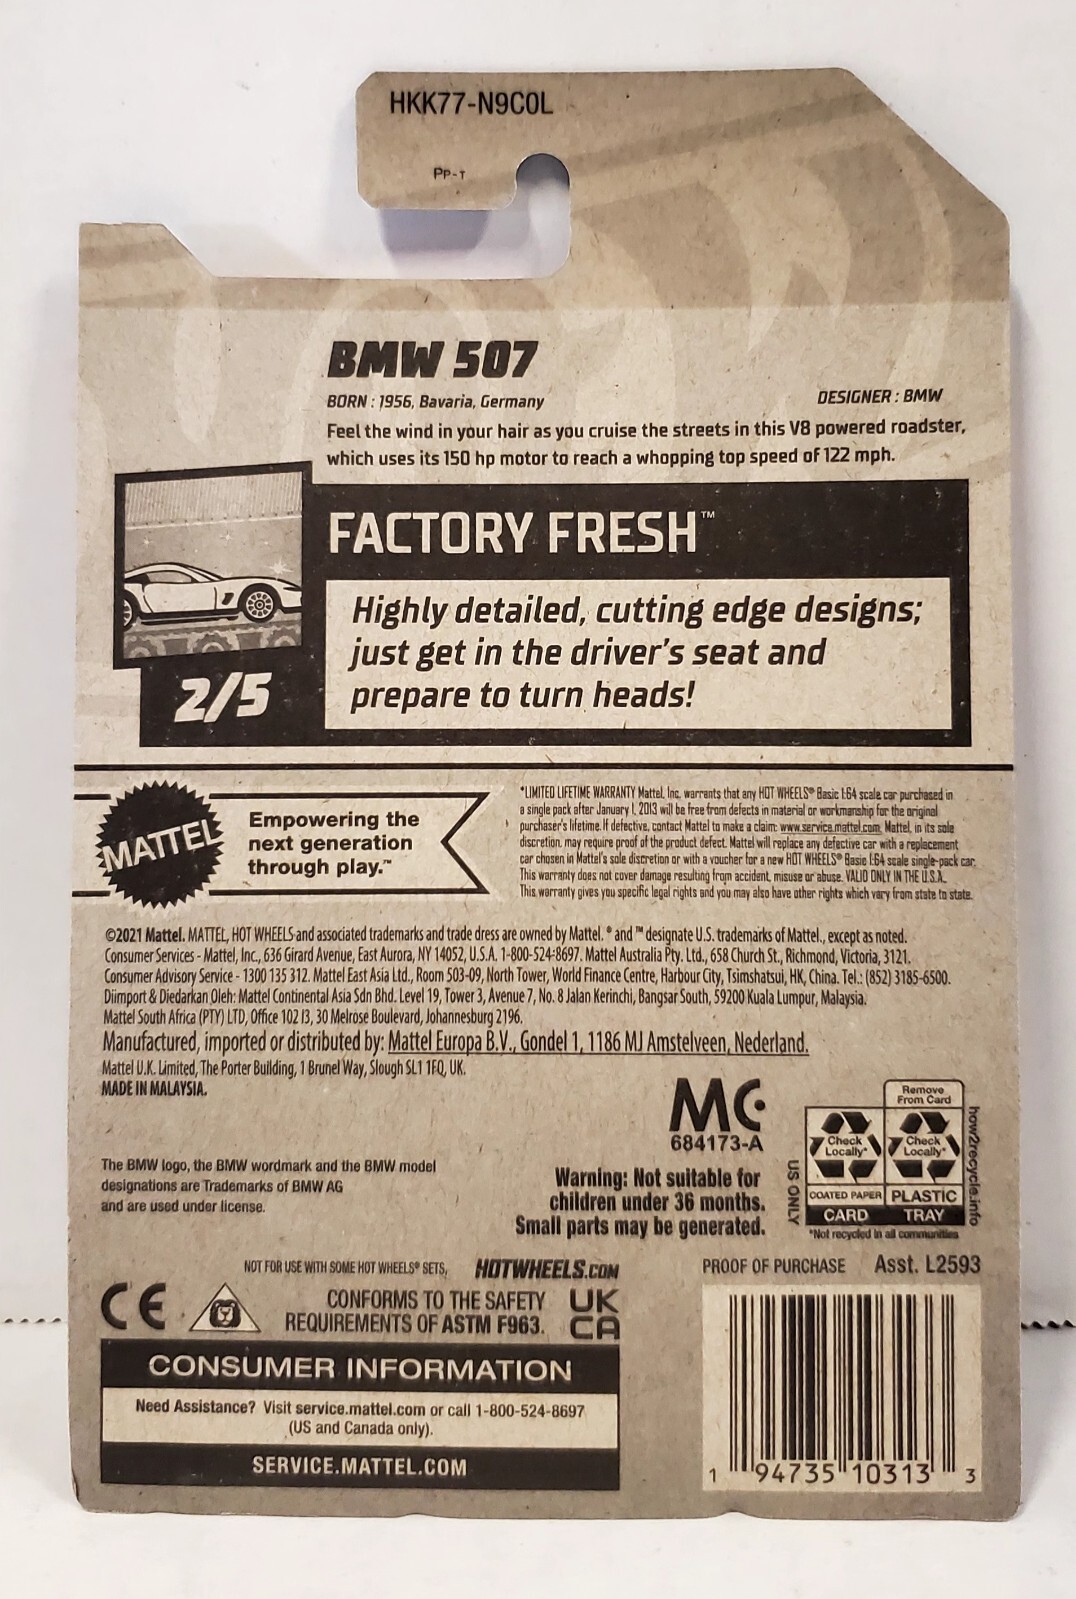 HKK77-N9C0L
PP-T
BMW 507
BORN : 1956, Bavaria, Germany
DESIGNER : BMW
Feel the wind in your hair as you cruise the streets in this V8 powered roadster,
which uses its 150 hp motor to reach a whopping top speed of 122 mph.
FACTORY FRESH™
Highly detailed, cutting edge designs;
just get in the driver's seat and
prepare to turn heads!
2/5
MATTEL
Empowering the
next generation
through play.™
*LIMITED LIFETIME WARRANTY Mattel, Inc. warrants that any HOT WHEELS® Basic 1:64 scale car purchased in
a single pack after January 1, 2013 will be free from defects in material or workmanship for the original
purchaser's lifetime. If defective, contact Mattel to make a claim: www.service.mattel.com. Mattel, in its sole
discretion, may require proof of the product defect. Mattel will replace any defective car with a replacement
car chosen in Mattel's sole discretion or with a voucher for a new HOT WHEELS® Basic 1:64 scale single-pack car.
This warranty does not cover damage resulting from accident, misuse or abuse. VALID ONLY IN THE U.S.A.
This warranty gives you specific legal rights and you may also have other rights which vary from state to state.
©2021 Mattel. MATTEL, HOT WHEELS and associated trademarks and trade dress are owned by Mattel. ® and ™ designate U.S. trademarks of Mattel., except as noted.
Consumer Services - Mattel, Inc., 636 Girard Avenue, East Aurora, NY 14052, U.S.A. 1-800-524-8697. Mattel Australia Pty. Ltd., 658 Church St., Richmond, Victoria, 3121.
Consumer Advisory Service - 1300 135 312. Mattel East Asia Ltd., Room 503-09, North Tower, World Finance Centre, Harbour City, Tsimshatsui, HK, China. Tel.: (852) 3185-6500.
Diimport & Diedarkan Oleh: Mattel Continental Asia Sdn Bhd. Level 19, Tower 3, Avenue 7, No. 8 Jalan Kerinchi, Bangsar South, 59200 Kuala Lumpur, Malaysia.
Mattel South Africa (PTY) LTD, Office 102 I3, 30 Melrose Boulevard, Johannesburg 2196.
Manufactured, imported or distributed by: Mattel Europa B.V., Gondel 1, 1186 MJ Amstelveen, Nederland.
Mattel U.K. Limited, The Porter Building, 1 Brunel Way, Slough SL1 1FQ, UK.
MADE IN MALAYSIA.
MC
684173-A
Remove
From Card
Check
Locally*
Check
Locally*
COATED PAPER
PLASTIC
CARD
TRAY
US ONLY
how2recycle.info
*Not recycled in all communities
The BMW logo, the BMW wordmark and the BMW model
designations are Trademarks of BMW AG
and are used under license.
Warning: Not suitable for
children under 36 months.
Small parts may be generated.
NOT FOR USE WITH SOME HOT WHEELS® SETS.
HOTWHEELS.COM
PROOF OF PURCHASE
Asst. L2593
CE
CONFORMS TO THE SAFETY
REQUIREMENTS OF ASTM F963.
UK
CA
CONSUMER INFORMATION
Need Assistance? Visit service.mattel.com or call 1-800-524-8697
(US and Canada only).
SERVICE.MATTEL.COM
1 94735 10313 3